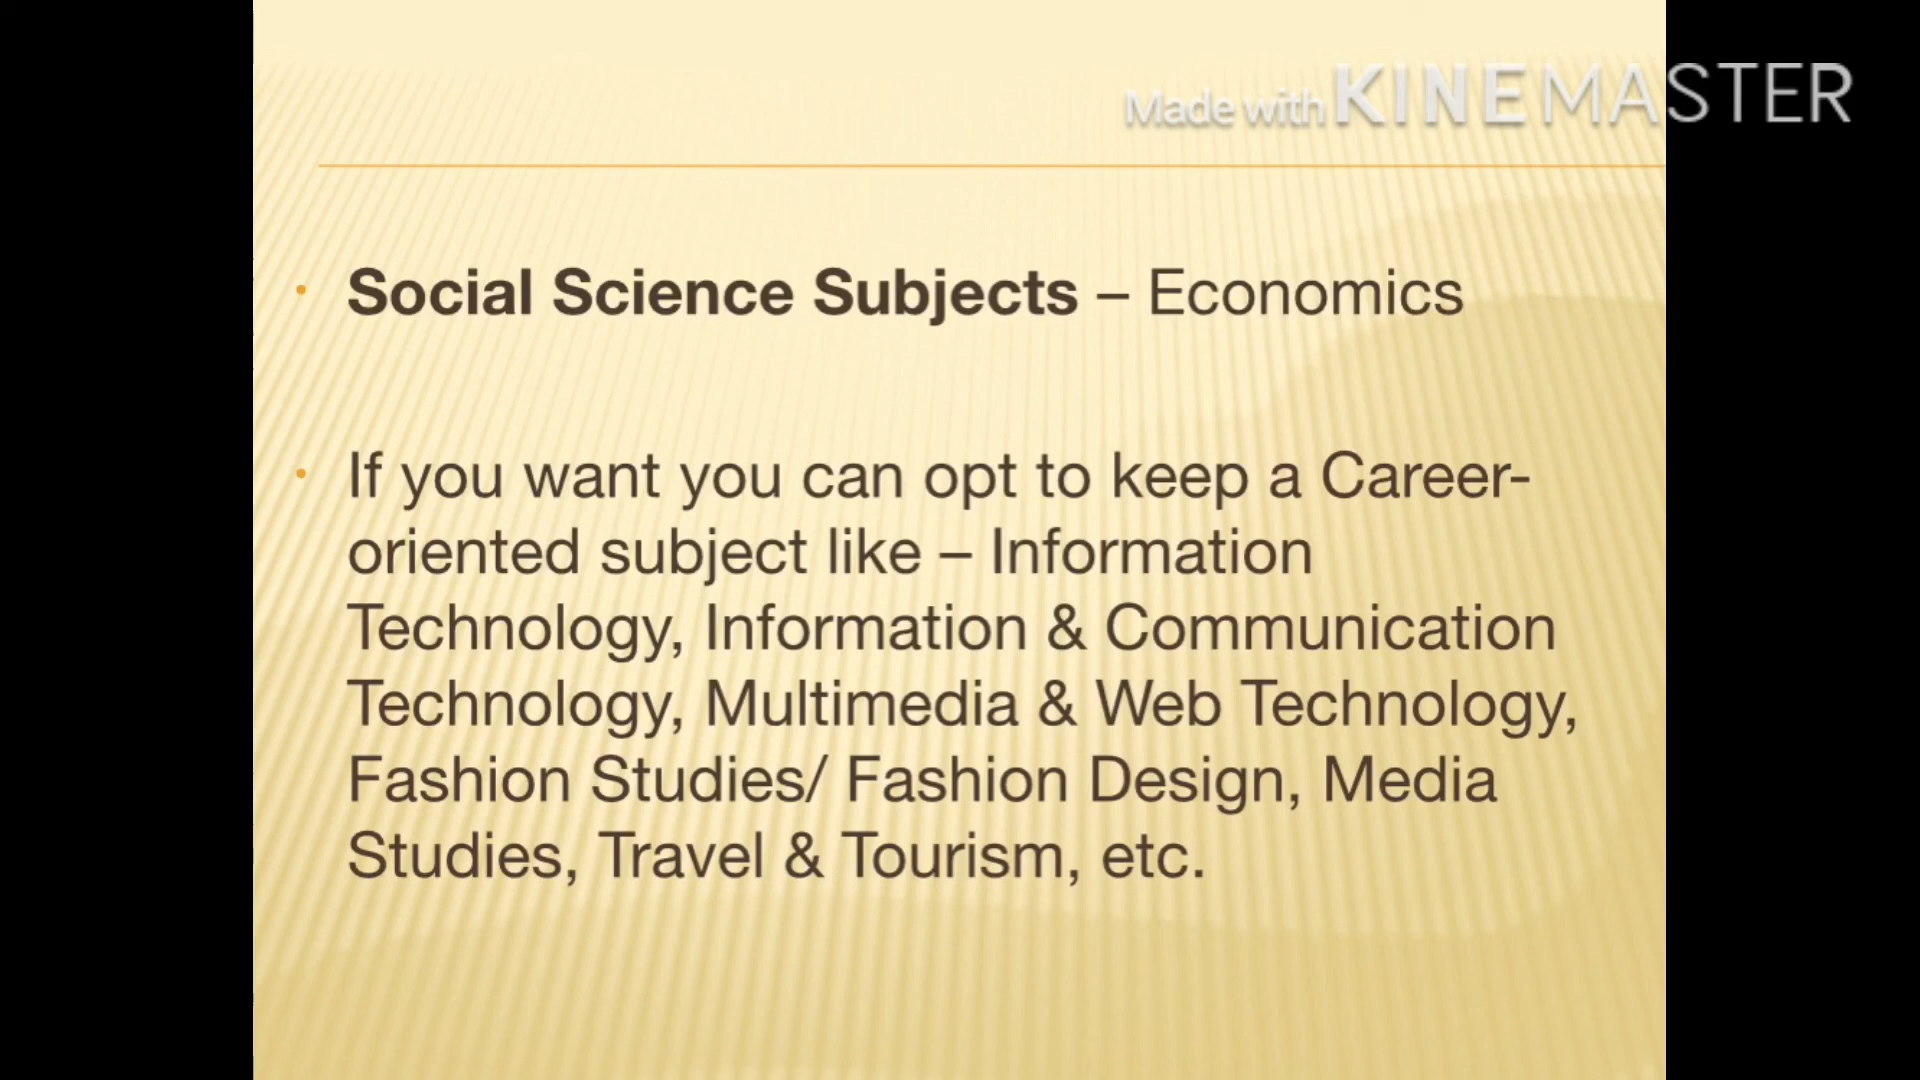 Made with KINEMASTER
• Social Science Subjects – Economics
• If you want you can opt to keep a Career-
oriented subject like – Information
Technology, Information & Communication
Technology, Multimedia & Web Technology,
Fashion Studies/ Fashion Design, Media
Studies, Travel & Tourism, etc.